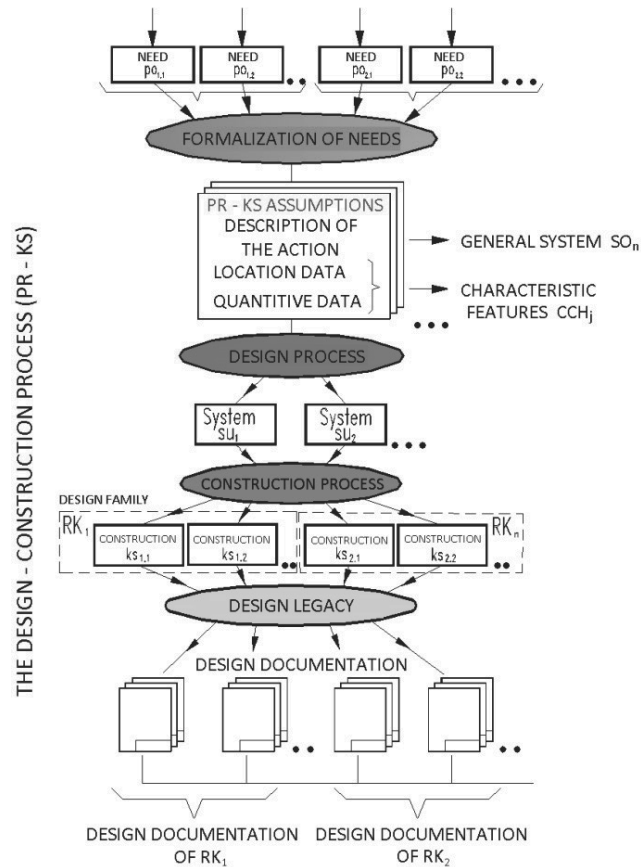 THE DESIGN - CONSTRUCTION PROCESS (PR - KS)
NEED po1,1
NEED po1,2
NEED po2,1
NEED po2,2
FORMALIZATION OF NEEDS
PR - KS ASSUMPTIONS
DESCRIPTION OF
THE ACTION
LOCATION DATA
QUANTITIVE DATA
GENERAL SYSTEM SOn
CHARACTERISTIC
FEATURES CCHj
DESIGN PROCESS
System su1
System su2
CONSTRUCTION PROCESS
DESIGN FAMILY
RK1
RKn
CONSTRUCTION ks1,1
CONSTRUCTION ks1,2
CONSTRUCTION ks2,1
CONSTRUCTION ks2,2
DESIGN LEGACY
DESIGN DOCUMENTATION
DESIGN DOCUMENTATION
OF RK1
DESIGN DOCUMENTATION
OF RK2